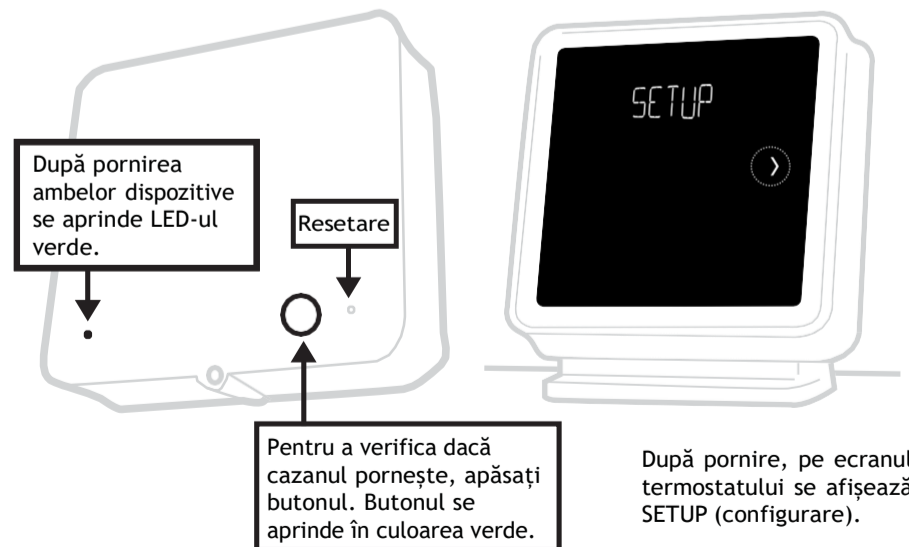 După pornirea
ambelor dispozitive
se aprinde LED-ul
verde.
Resetare
SETUP
Pentru a verifica dacă
cazanul pornește, apăsați
butonul. Butonul se
aprinde în culoarea verde.
După pornire, pe ecranul
termostatului se afișează
SETUP (configurare).